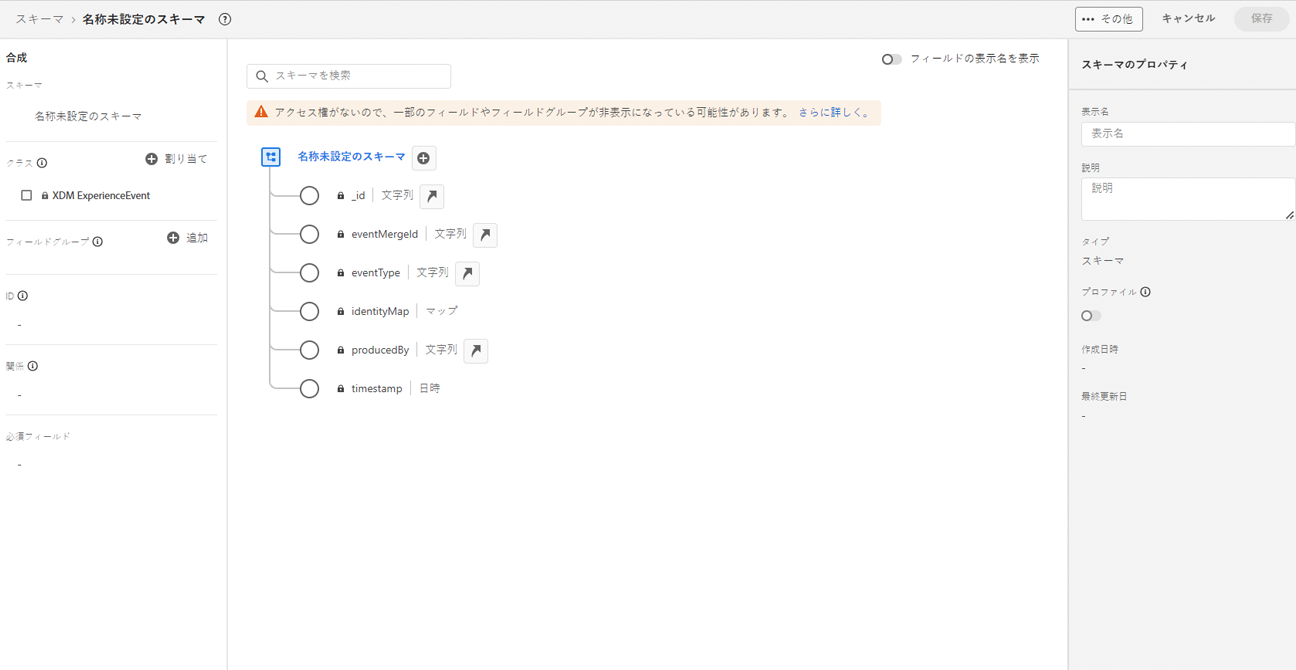 スキーマ > 名称未設定のスキーマ
••• その他
キャンセル
保存
合成
スキーマ
名称未設定のスキーマ
クラス
割り当て
XDM ExperienceEvent
フィールドグループ
追加
ID
-
関係
-
必須フィールド
-
スキーマを検索
フィールドの表示名を表示
アクセス権がないので、一部のフィールドやフィールドグループが非表示になっている可能性があります。 さらに詳しく。
名称未設定のスキーマ
_id 文字列
eventMergeId 文字列
eventType 文字列
identityMap マップ
producedBy 文字列
timestamp 日時
スキーマのプロパティ
表示名
表示名
説明
説明
タイプ
スキーマ
プロファイル
作成日時
-
最終更新日
-